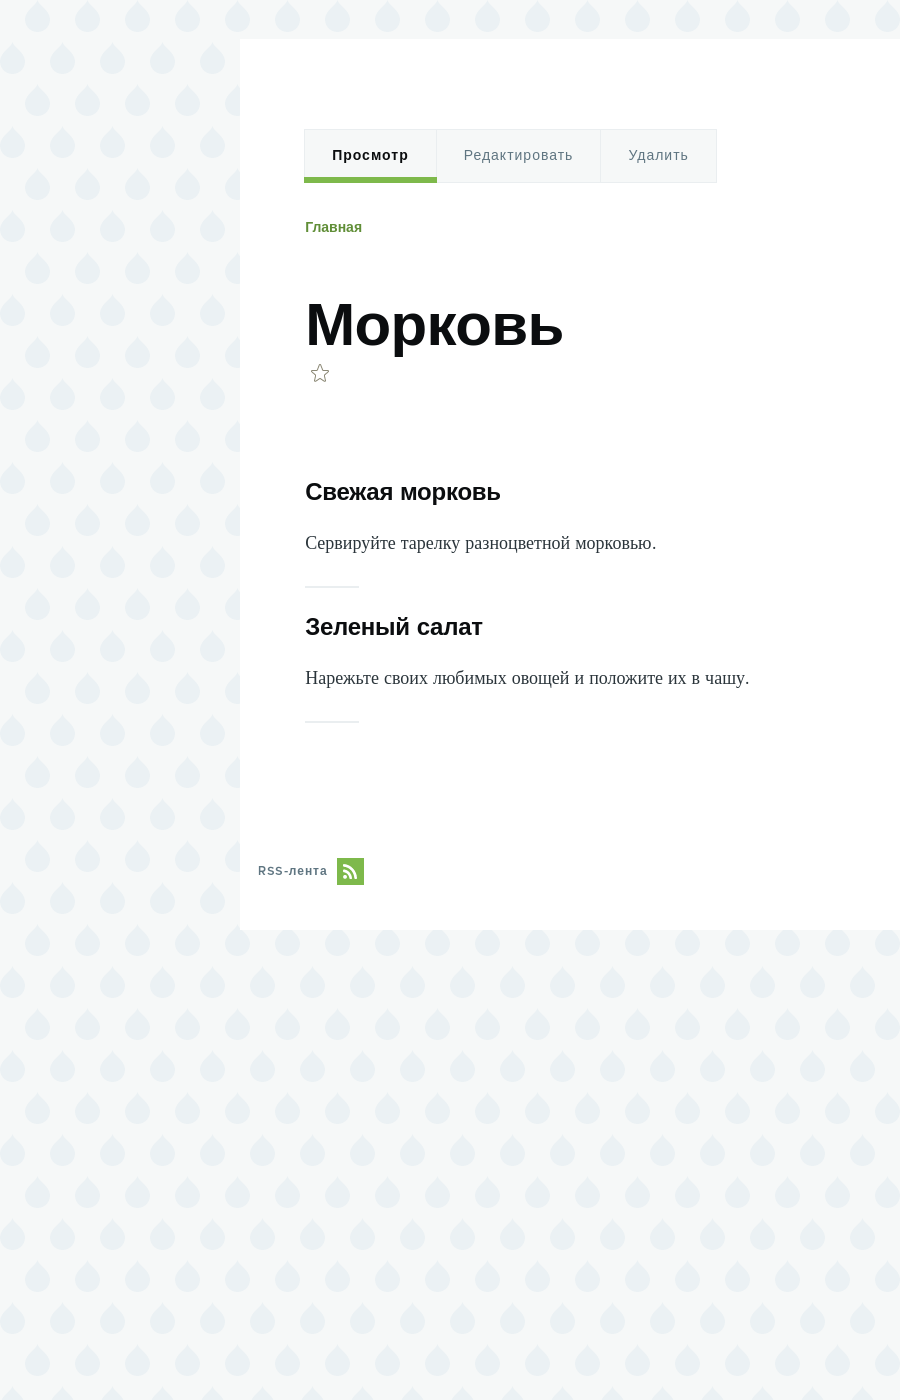 Просмотр Редактировать Удалить
Главная
Морковь
Свежая морковь
Сервируйте тарелку разноцветной морковью.
Зеленый салат
Нарежьте своих любимых овощей и положите их в чашу.
RSS-лента